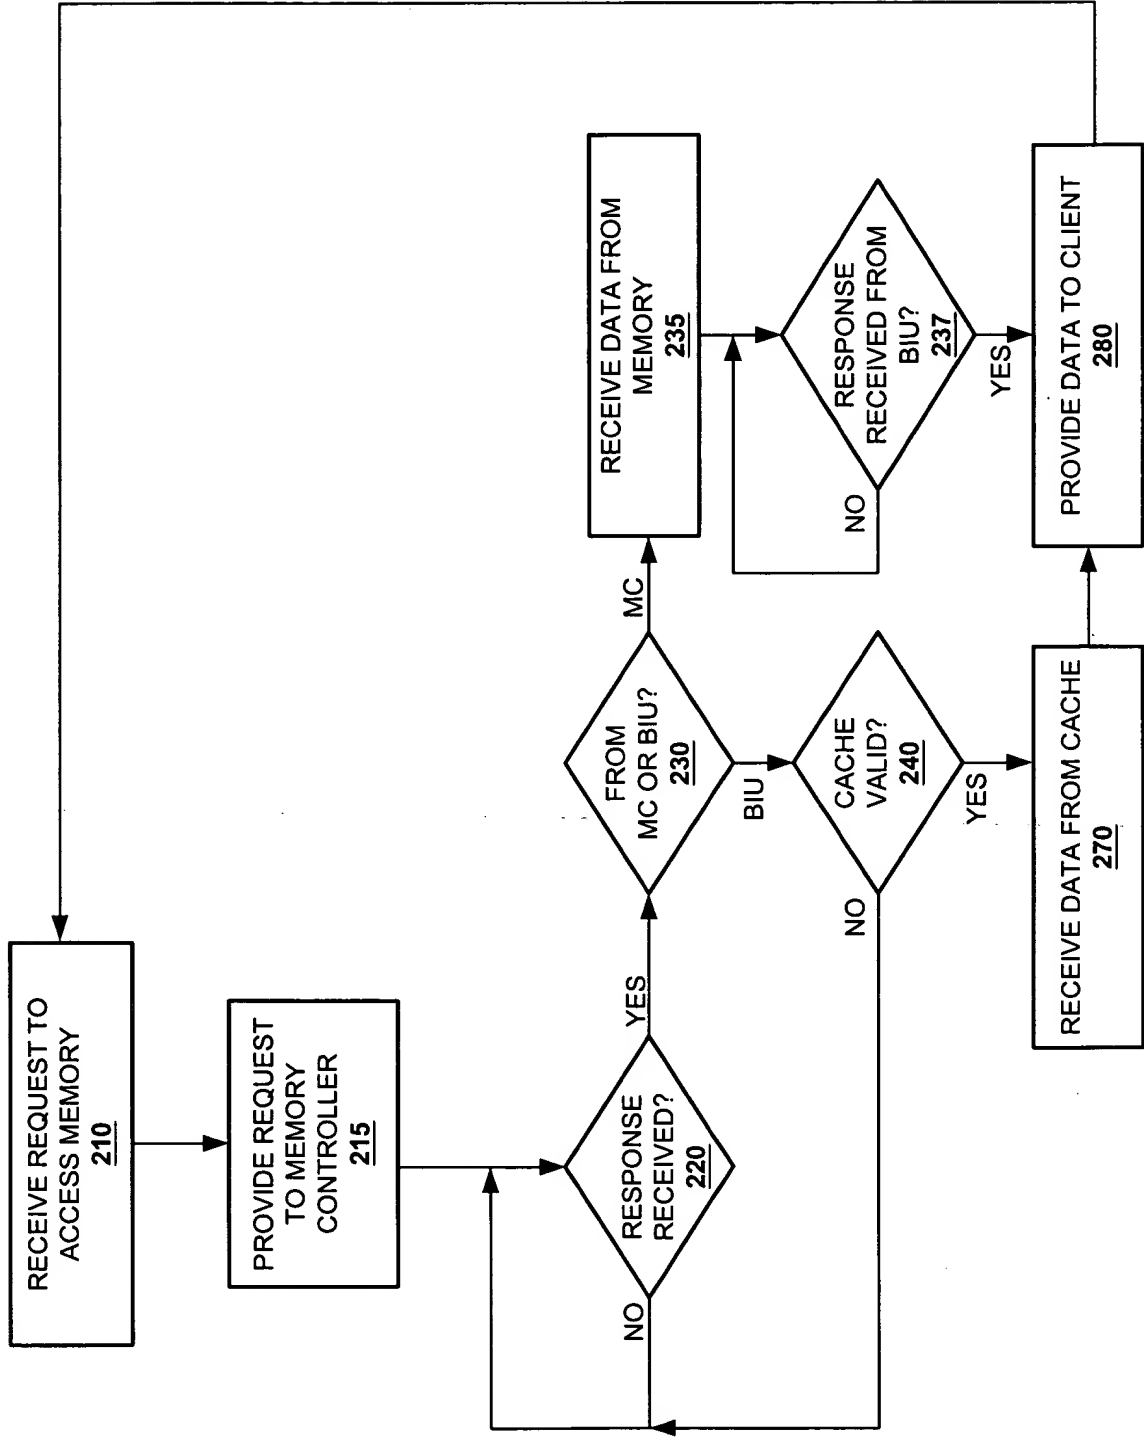 RECEIVE REQUEST TO
ACCESS MEMORY
210
PROVIDE REQUEST
TO MEMORY
CONTROLLER
215
RESPONSE
RECEIVED?
220
NO
YES
FROM
MC OR BIU?
230
MC
BIU
RECEIVE DATA FROM
MEMORY
235
RESPONSE
RECEIVED FROM
BIU?
237
NO
YES
CACHE
VALID?
240
NO
YES
RECEIVE DATA FROM CACHE
270
PROVIDE DATA TO CLIENT
280